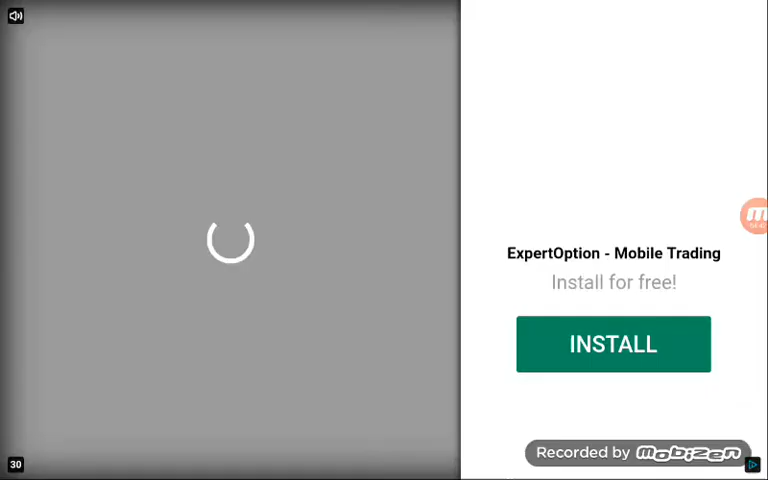 ExpertOption - Mobile Trading
Install for free!
INSTALL
Recorded by MOBIZEN
30